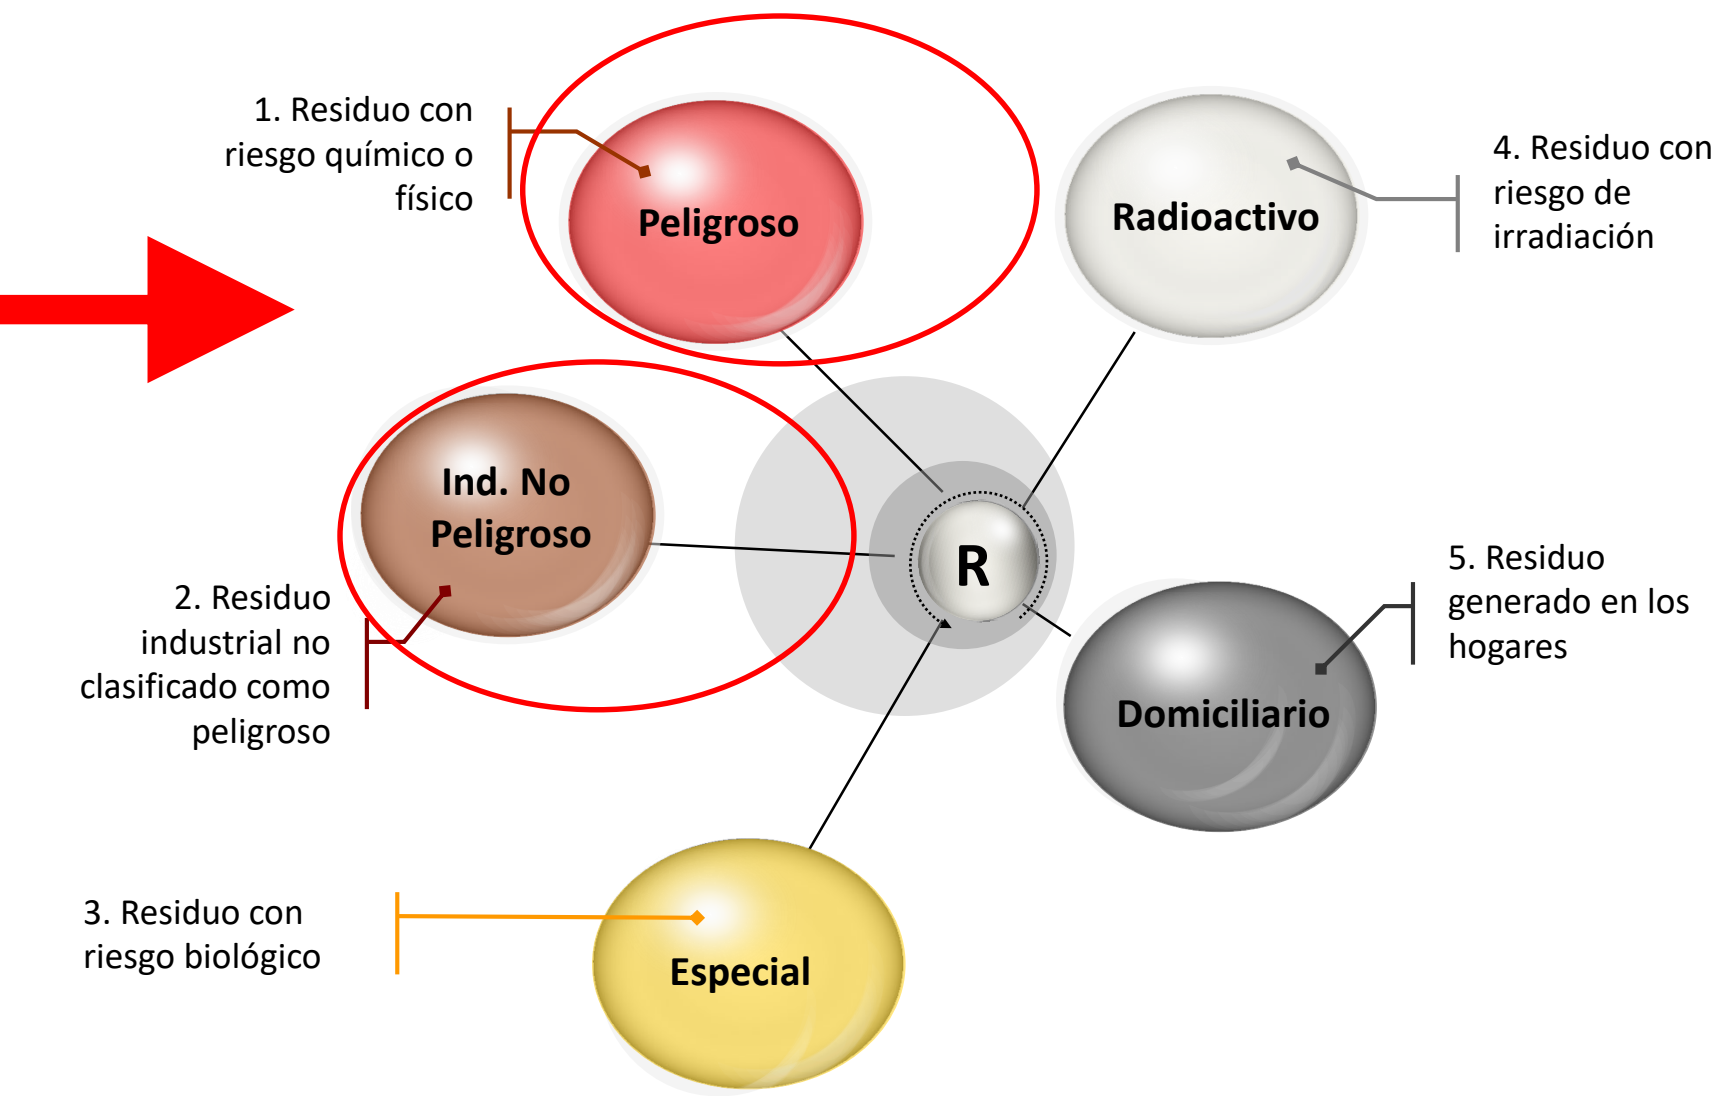 1. Residuo con
riesgo químico o
físico
Peligroso
Radioactivo
4. Residuo con
riesgo de
irradiación
Ind. No
Peligroso
2. Residuo
industrial no
clasificado como
peligroso
R
5. Residuo
generado en los
hogares
Domiciliario
3. Residuo con
riesgo biológico
Especial